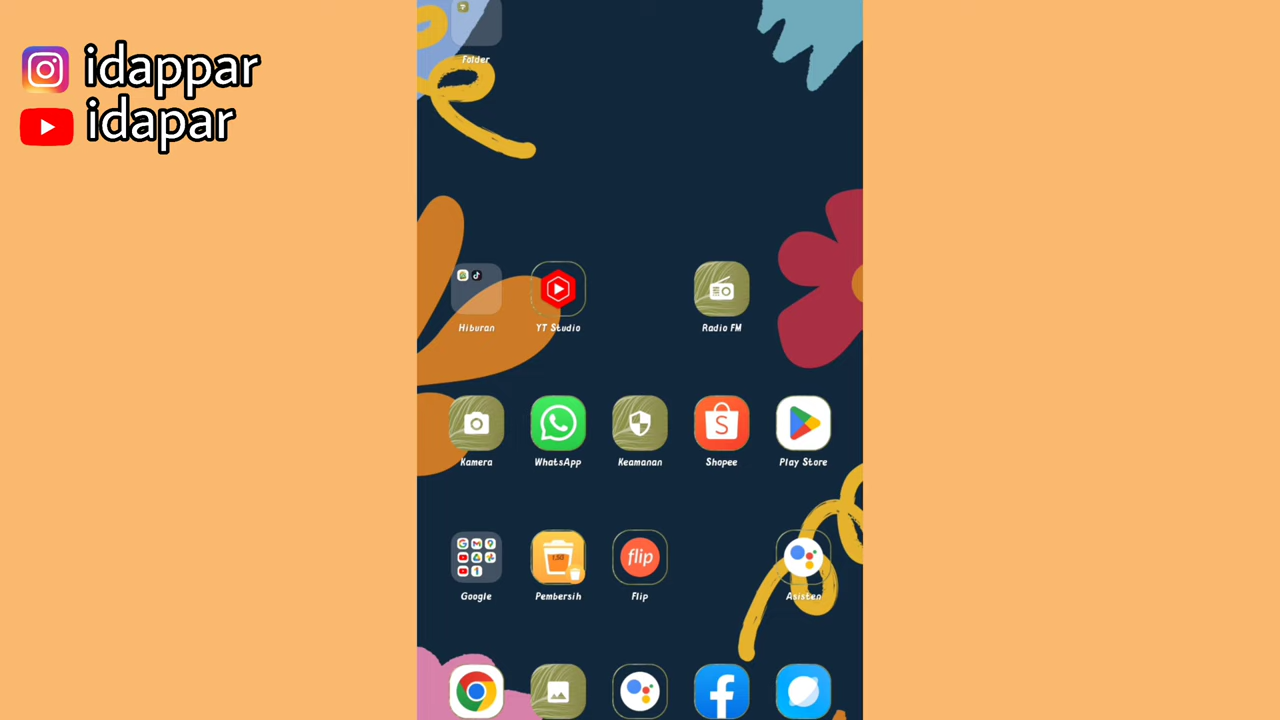 idappar
idapar
Folder
Hiburan
YT Studio
Radio FM
Kamera
WhatsApp
Keamanan
Shopee
Play Store
flip
Google
Pembersih
Flip
Asisten